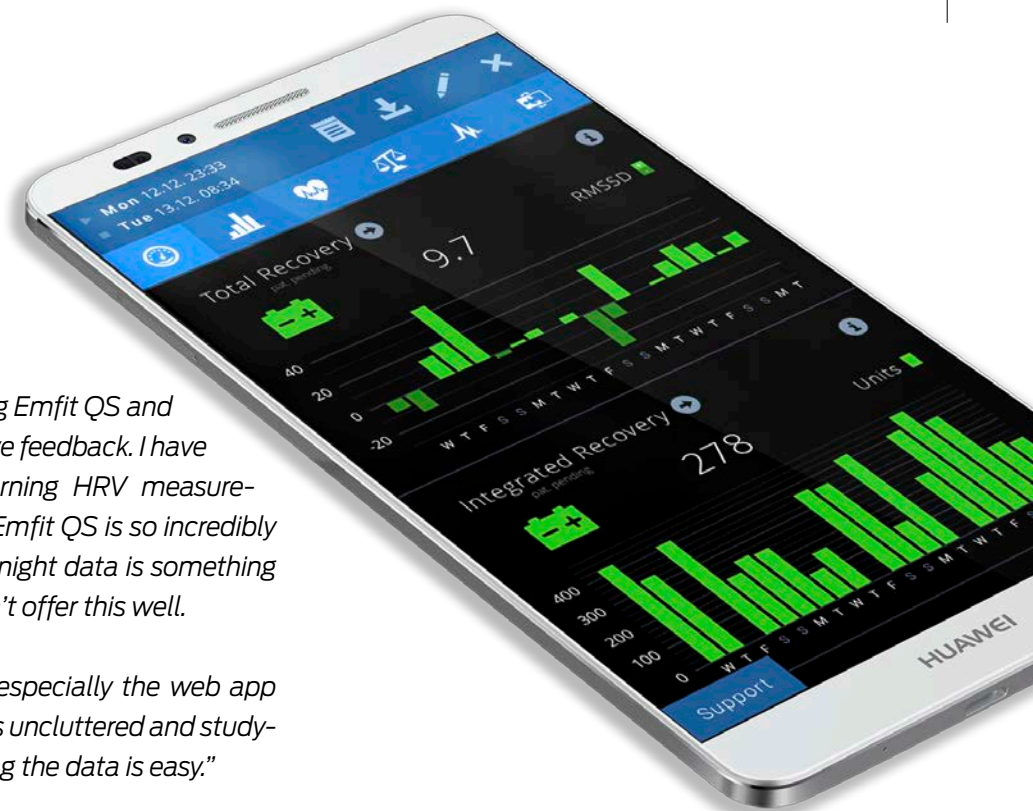 Mon 12.12. 23:33
Tue 13.12. 08:34
Total Recovery
pat. pending
9.7
RMSSD
40
20
0
-20
W T F S S M T W T F S S M T W T F S S M T
Integrated Recovery
pat. pending
278
Units
400
300
200
100
0
W T F S S M T W T F S S M T W T F S
Support
HUAWEI
g Emfit QS and
ve feedback. I have
rning HRV measure-
Emfit QS is so incredibly
night data is something
n't offer this well.
especially the web app
s uncluttered and study-
ng the data is easy.”